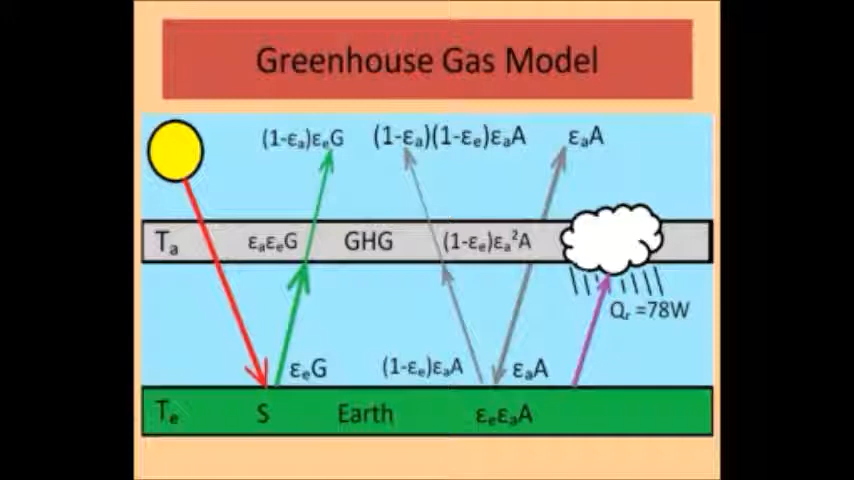 Greenhouse Gas Model
(1-εₐ)εₑG (1-εₐ)(1-εₑ)εₐA εₐA
Tₐ εₐεₑG GHG (1-εₑ)εₐ²A
Qᵣ =78W
εₑG (1-εₑ)εₐA εₐA
Tₑ S Earth εₑεₐA